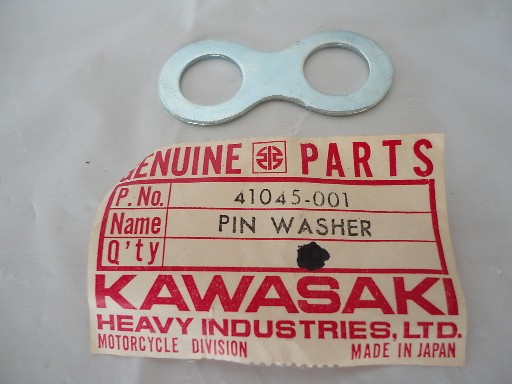 GENUINE PARTS
P.No. 41045-001
Name PIN WASHER
Q'ty
KAWASAKI
HEAVY INDUSTRIES, LTD.
MOTORCYCLE DIVISION MADE IN JAPAN